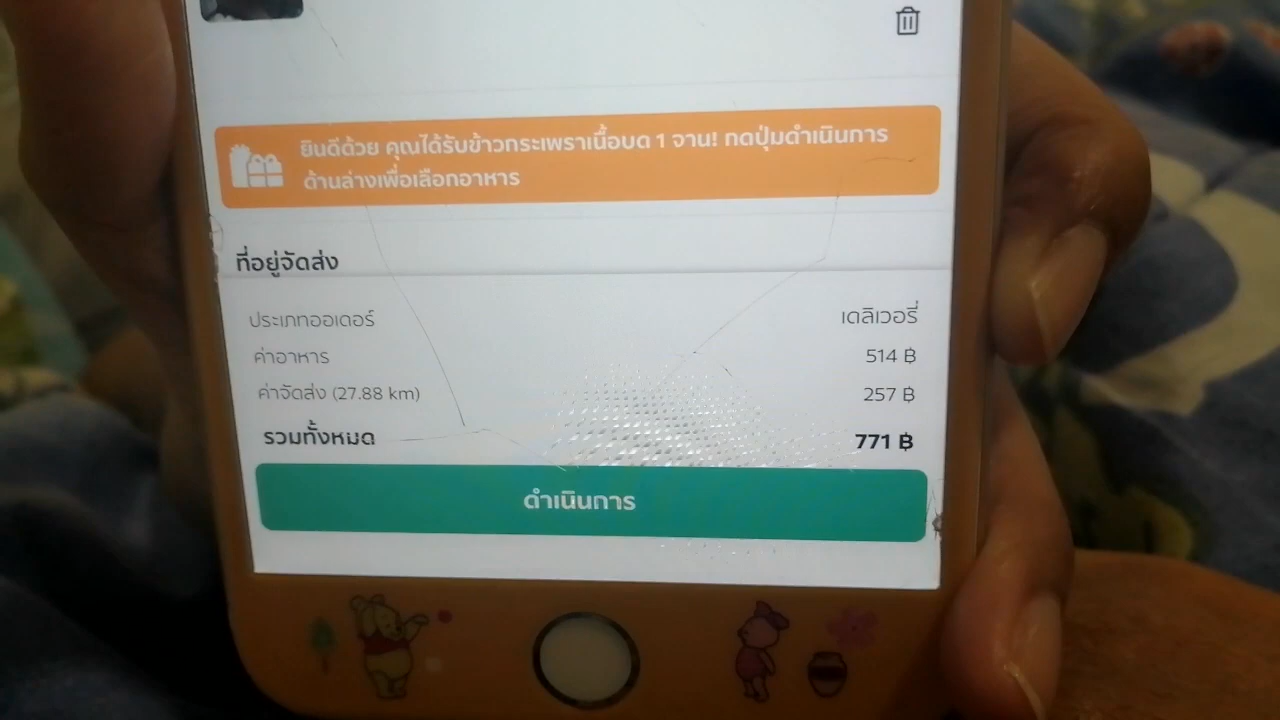 ยินดีด้วย คุณได้รับข้าวกระเพราเนื้อบด 1 จาน! กดปุ่มดำเนินการ
ด้านล่างเพื่อเลือกอาหาร
ที่อยู่จัดส่ง
ประเภทออเดอร์ เดลิเวอรี่
ค่าอาหาร 514 ฿
ค่าจัดส่ง (27.88 km) 257 ฿
รวมทั้งหมด 771 ฿
ดำเนินการ